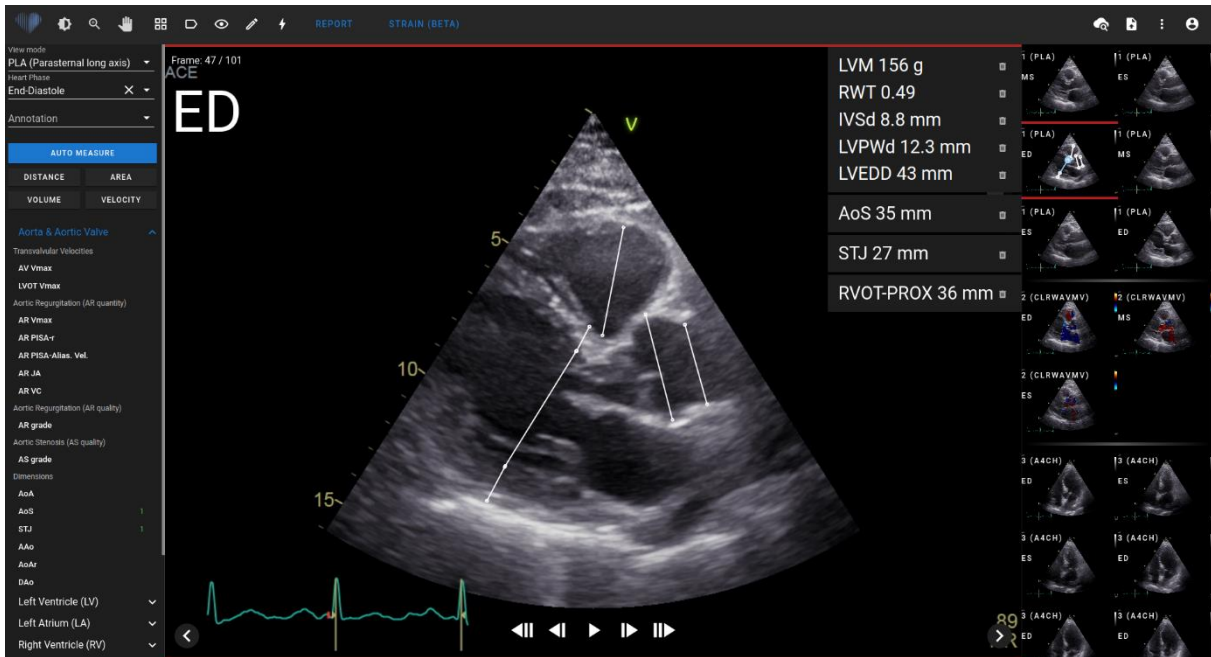 REPORT
STRAIN (BETA)
View mode
PLA (Parasternal long axis)
Heart Phase
End-Diastole
Annotation
AUTO MEASURE
DISTANCE AREA
VOLUME VELOCITY
Aorta & Aortic Valve
Transvalvular Velocities
AV Vmax
LVOT Vmax
Aortic Regurgitation (AR quantity)
AR Vmax
AR PISA-r
AR PISA-Alias. Vel.
AR JA
AR VC
Aortic Regurgitation (AR quality)
AR grade
Aortic Stenosis (AS quality)
AS grade
Dimensions
AoA
AoS 1
STJ 1
AAo
AoAr
DAo
Left Ventricle (LV)
Left Atrium (LA)
Right Ventricle (RV)
Frame: 47 / 101
ACE
ED
V
5
10
15
LVM 156 g
RWT 0.49
IVSd 8.8 mm
LVPWd 12.3 mm
LVEDD 43 mm
AoS 35 mm
STJ 27 mm
RVOT-PROX 36 mm
89
1 (PLA) 1 (PLA)
MS ES
1 (PLA) 1 (PLA)
ED MS
1 (PLA) 1 (PLA)
ES ED
2 (CLRWAVMV) 2 (CLRWAVMV)
ED MS
2 (CLRWAVMV)
ES
3 (A4CH) 3 (A4CH)
ED ES
3 (A4CH) 3 (A4CH)
ES ED
3 (A4CH) 3 (A4CH)
ED ED